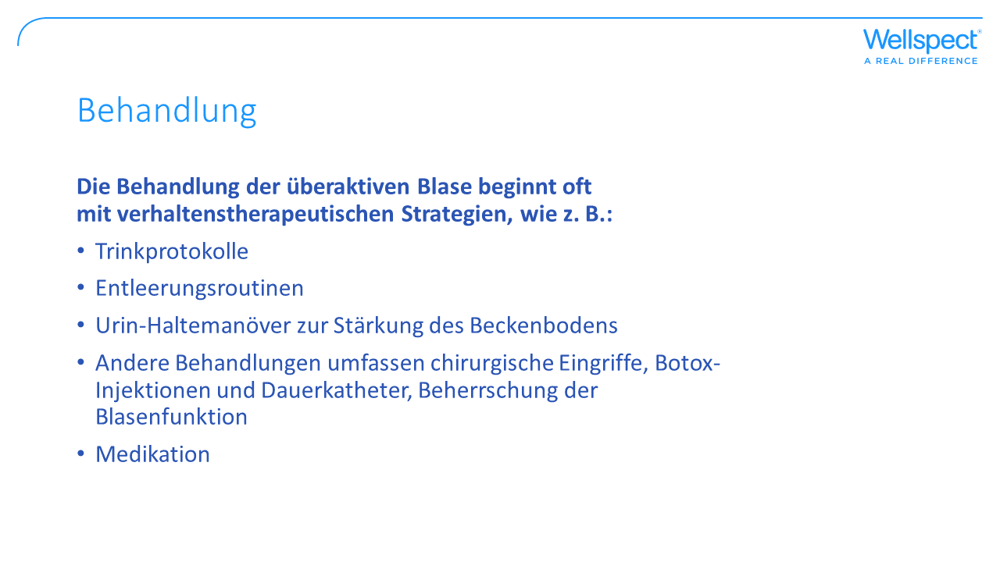 Wellspect®
A REAL DIFFERENCE
Behandlung
Die Behandlung der überaktiven Blase beginnt oft
mit verhaltenstherapeutischen Strategien, wie z. B.:
• Trinkprotokolle
• Entleerungsroutinen
• Urin-Haltemanöver zur Stärkung des Beckenbodens
• Andere Behandlungen umfassen chirurgische Eingriffe, Botox-
Injektionen und Dauerkatheter, Beherrschung der
Blasenfunktion
• Medikation